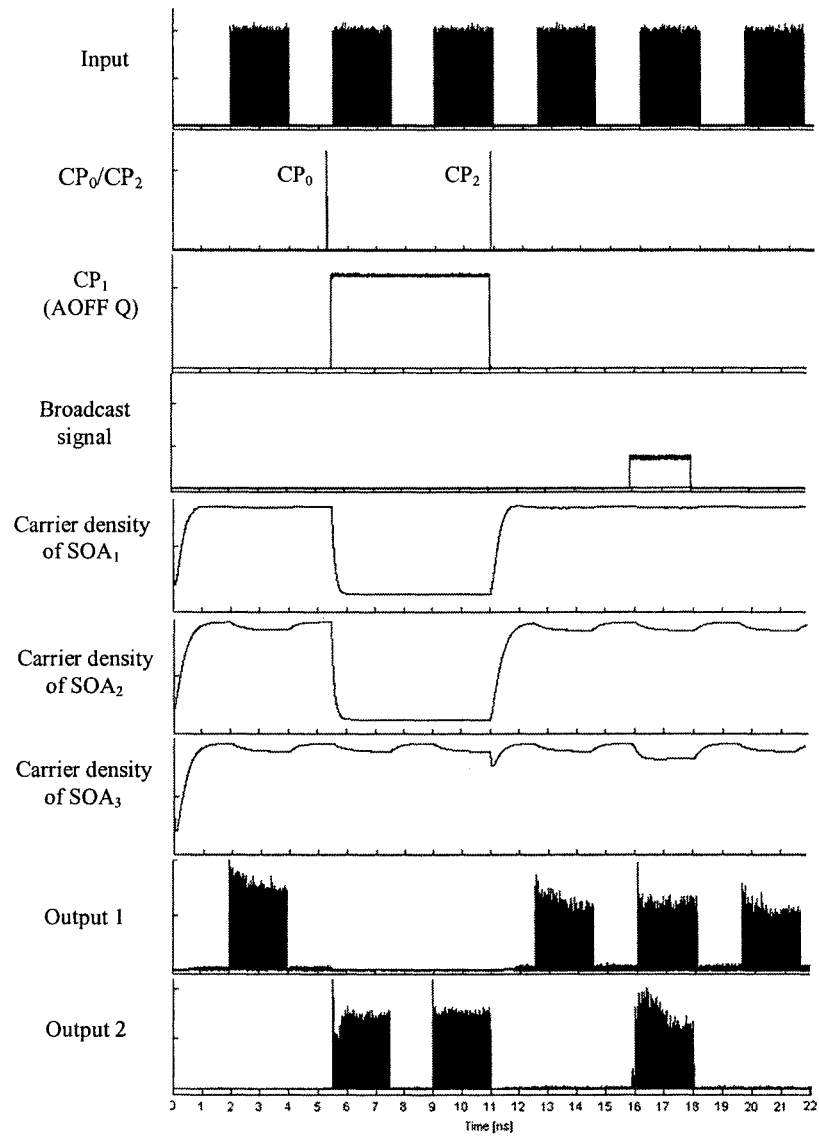 Input
CP₀/CP₂
CP₀
CP₂
CP₁
(AOFF Q)
Broadcast
signal
Carrier density
of SOA₁
Carrier density
of SOA₂
Carrier density
of SOA₃
Output 1
Output 2
0 1 2 3 4 5 6 7 8 9 10 11 12 13 14 15 16 17 18 19 20 21 22
Time [ns]